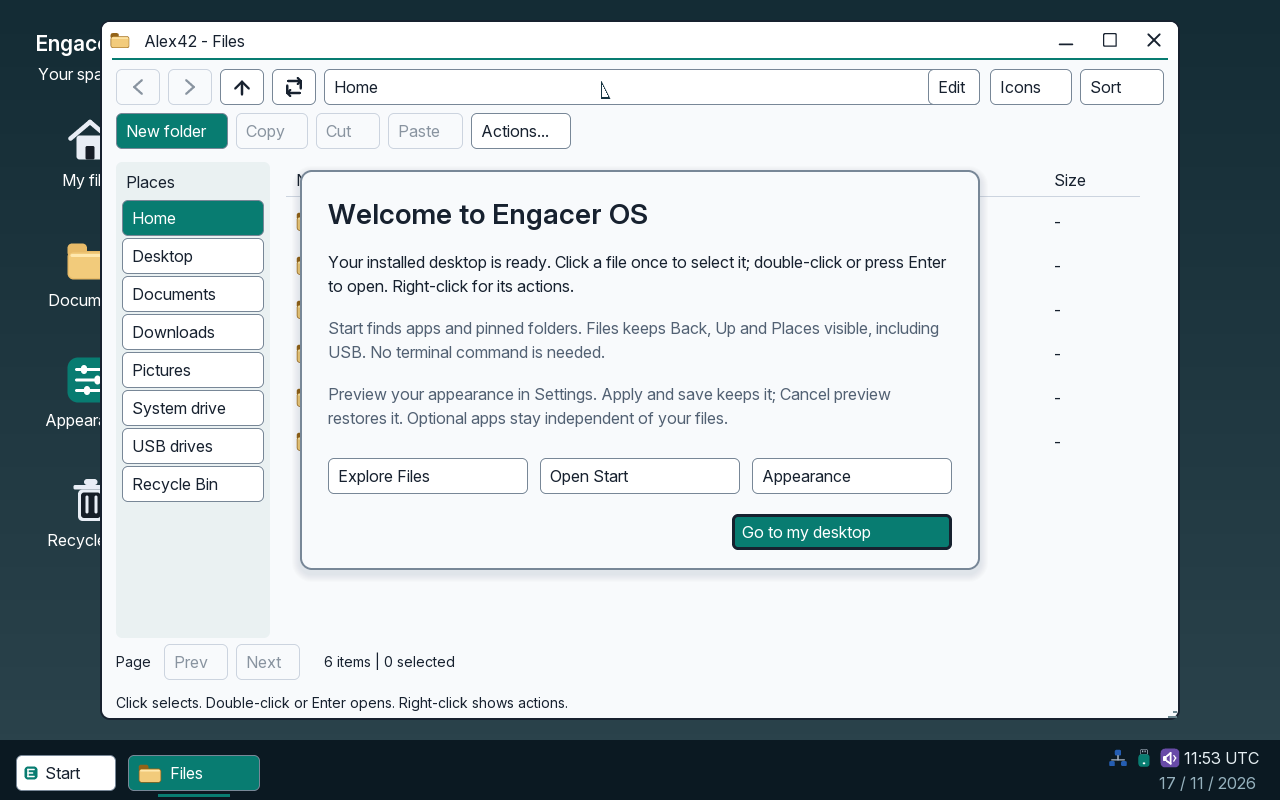 Alex42 - Files
Home
Edit
Icons
Sort
New folder
Copy
Cut
Paste
Actions...
Places
Home
Desktop
Documents
Downloads
Pictures
System drive
USB drives
Recycle Bin
Size
-
-
-
-
-
-
Welcome to Engacer OS
Your installed desktop is ready. Click a file once to select it; double-click or press Enter
to open. Right-click for its actions.
Start finds apps and pinned folders. Files keeps Back, Up and Places visible, including
USB. No terminal command is needed.
Preview your appearance in Settings. Apply and save keeps it; Cancel preview
restores it. Optional apps stay independent of your files.
Explore Files
Open Start
Appearance
Go to my desktop
Page
Prev
Next
6 items | 0 selected
Click selects. Double-click or Enter opens. Right-click shows actions.
Your
My
E Start
Files
11:53 UTC
17 / 11 / 2026